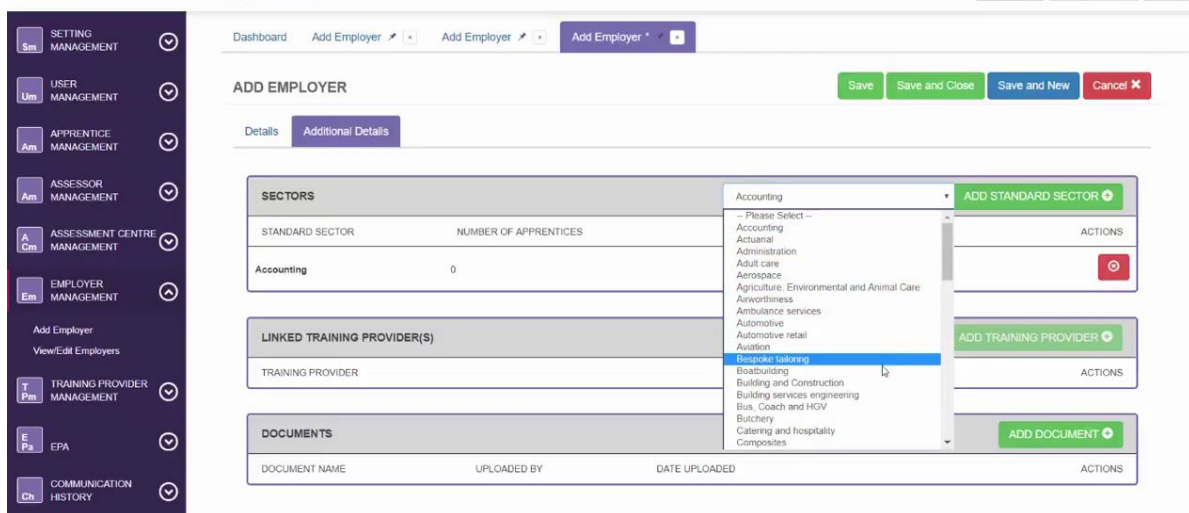 Sm SETTING MANAGEMENT
Um USER MANAGEMENT
Am APPRENTICE MANAGEMENT
Am ASSESSOR MANAGEMENT
A Cm ASSESSMENT CENTRE MANAGEMENT
Em EMPLOYER MANAGEMENT
Add Employer
View/Edit Employers
T Pm TRAINING PROVIDER MANAGEMENT
E Pa EPA
Ch COMMUNICATION HISTORY
Dashboard Add Employer Add Employer Add Employer *
ADD EMPLOYER Save Save and Close Save and New Cancel ✖
Details Additional Details
SECTORS Accounting ADD STANDARD SECTOR
STANDARD SECTOR NUMBER OF APPRENTICES ACTIONS
Accounting 0
-- Please Select --
Accounting
Actuarial
Administration
Adult care
Aerospace
Agriculture, Environmental and Animal Care
Airworthiness
Ambulance services
Automotive
Automotive retail
Aviation
Bespoke tailoring
Boatbuilding
Building and Construction
Building services engineering
Bus, Coach and HGV
Butchery
Catering and hospitality
Composites
LINKED TRAINING PROVIDER(S) ADD TRAINING PROVIDER
TRAINING PROVIDER ACTIONS
DOCUMENTS ADD DOCUMENT
DOCUMENT NAME UPLOADED BY DATE UPLOADED ACTIONS